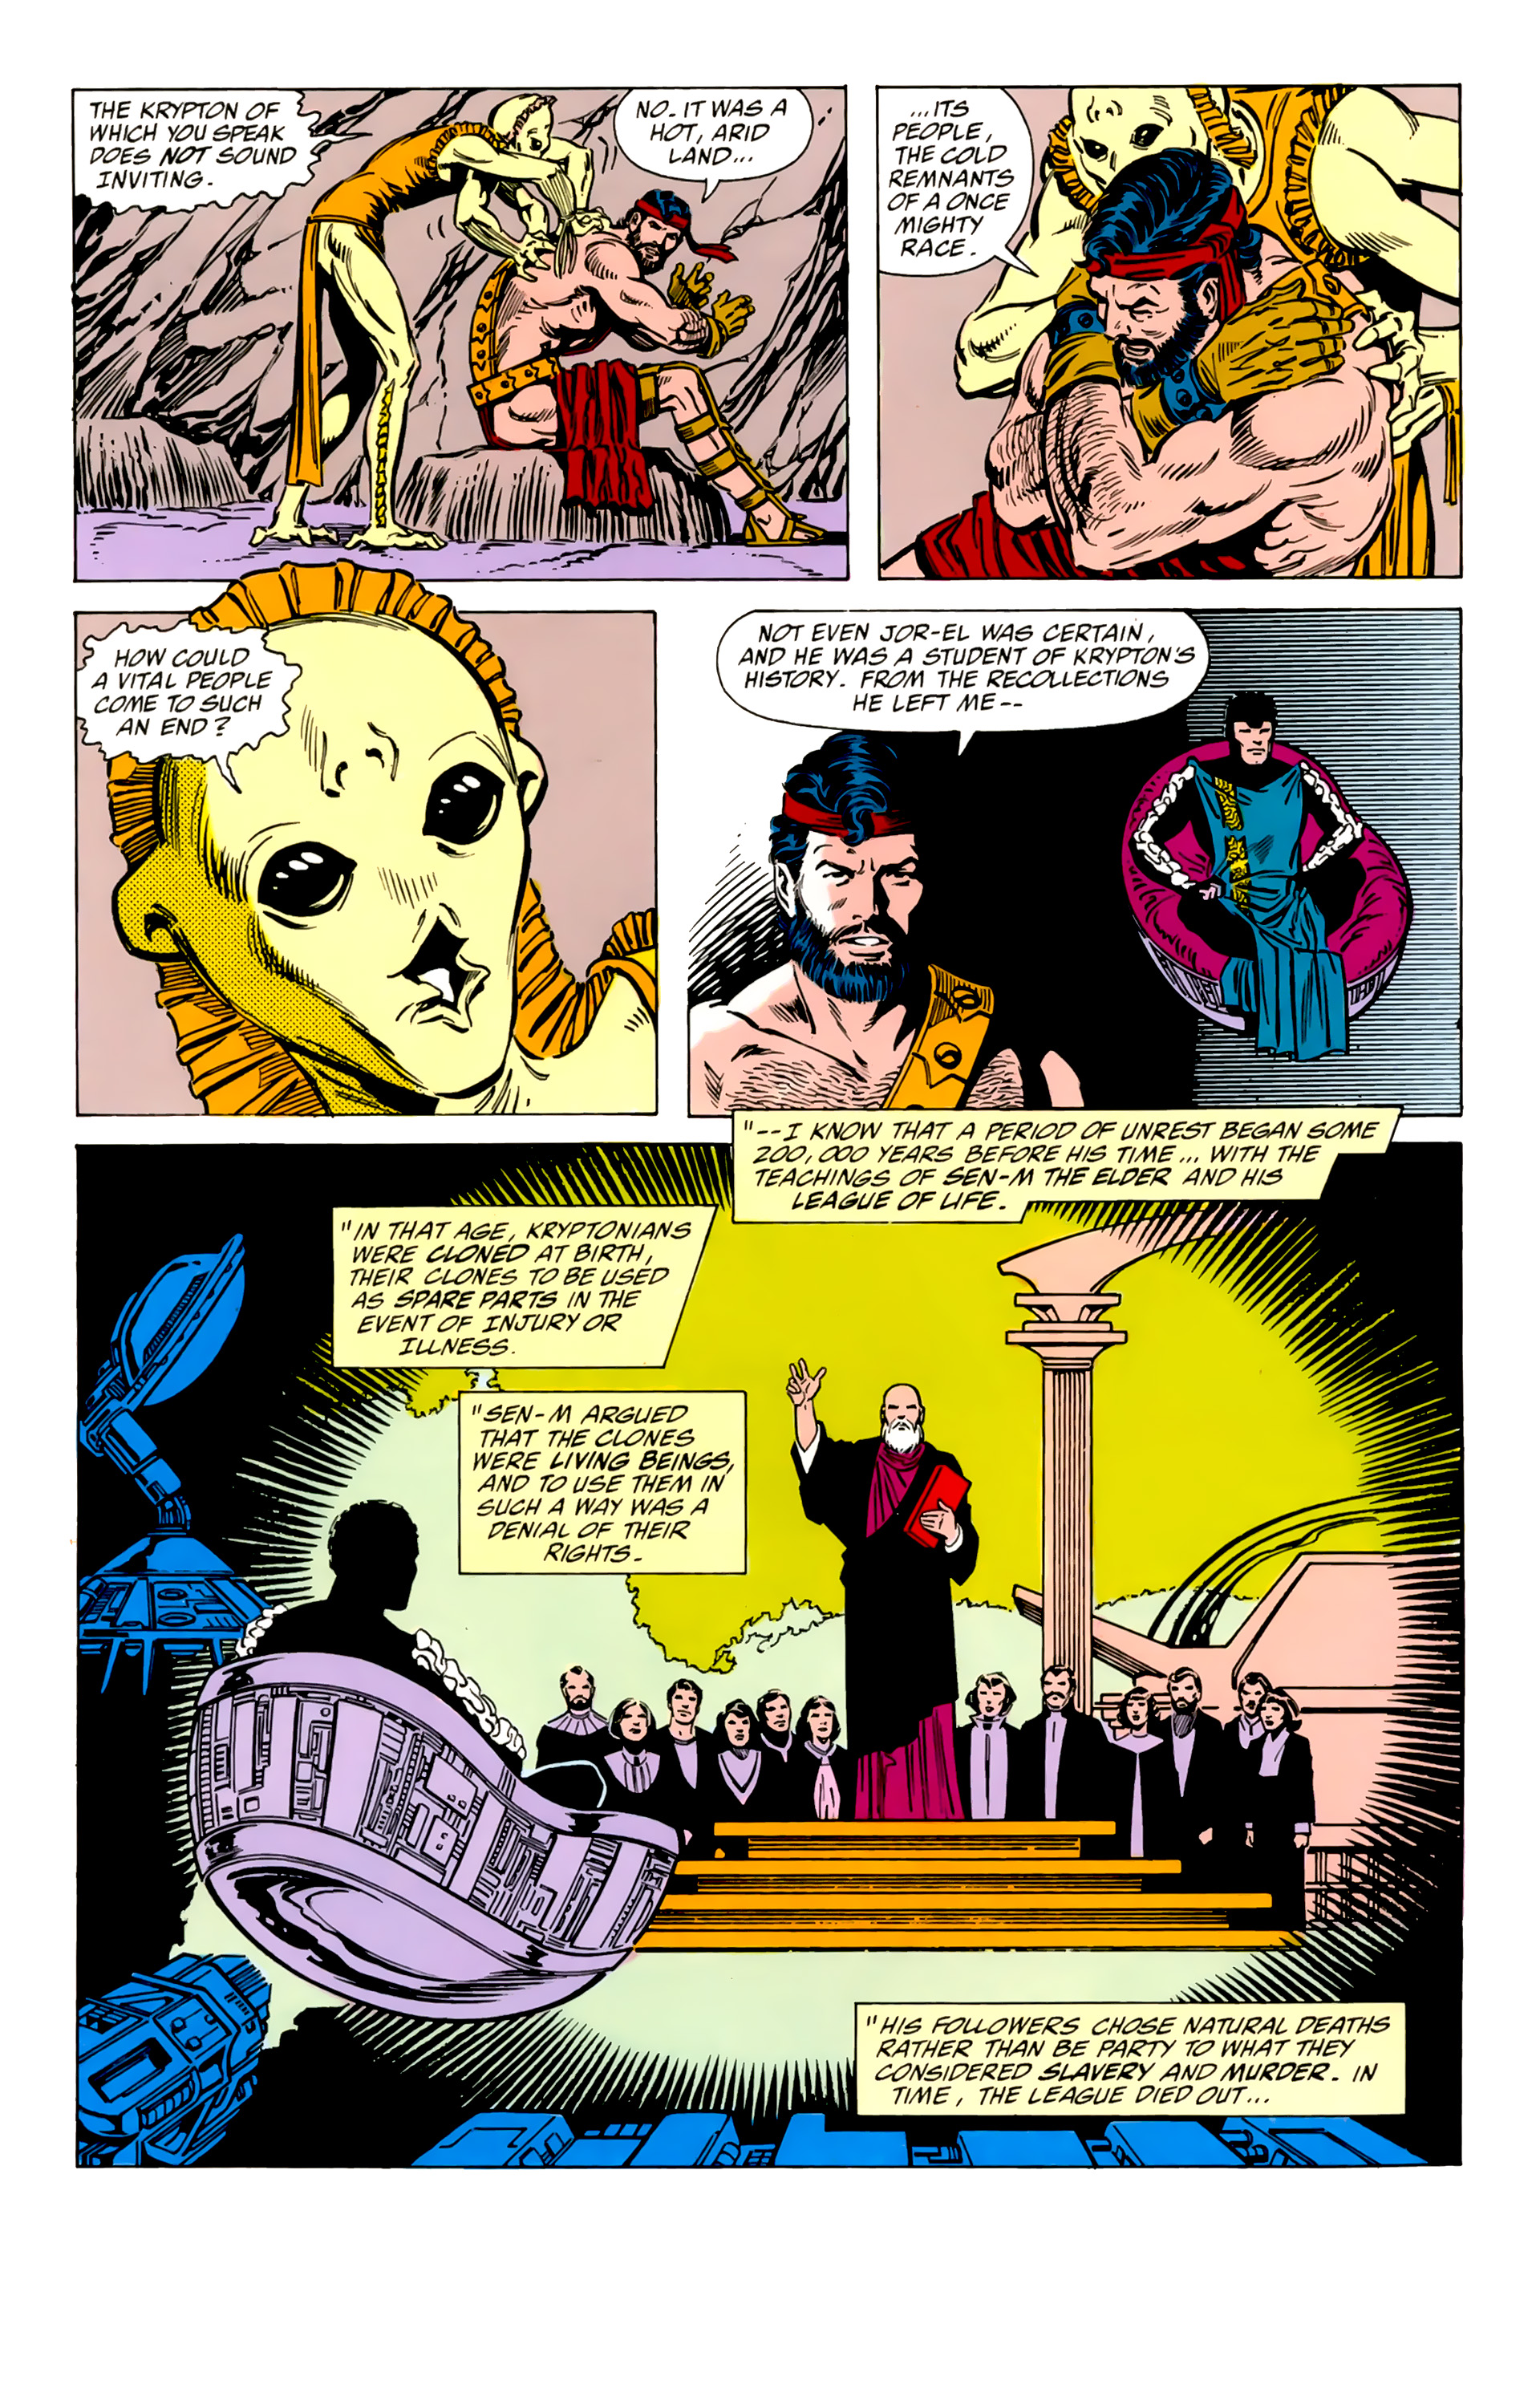 THE KRYPTON OF
WHICH YOU SPEAK
DOES NOT SOUND
INVITING.
NO. IT WAS A
HOT, ARID
LAND...
...ITS
PEOPLE,
THE COLD
REMNANTS
OF A ONCE
MIGHTY
RACE.
HOW COULD
A VITAL PEOPLE
COME TO SUCH
AN END?
NOT EVEN JOR-EL WAS CERTAIN,
AND HE WAS A STUDENT OF KRYPTON'S
HISTORY. FROM THE RECOLLECTIONS
HE LEFT ME--
"--I KNOW THAT A PERIOD OF UNREST BEGAN SOME
200,000 YEARS BEFORE HIS TIME... WITH THE
TEACHINGS OF SEN-M THE ELDER AND HIS
LEAGUE OF LIFE.
"IN THAT AGE, KRYPTONIANS
WERE CLONED AT BIRTH,
THEIR CLONES TO BE USED
AS SPARE PARTS IN THE
EVENT OF INJURY OR
ILLNESS.
"SEN-M ARGUED
THAT THE CLONES
WERE LIVING BEINGS,
AND TO USE THEM IN
SUCH A WAY WAS A
DENIAL OF THEIR
RIGHTS.
"HIS FOLLOWERS CHOSE NATURAL DEATHS
RATHER THAN BE PARTY TO WHAT THEY
CONSIDERED SLAVERY AND MURDER. IN
TIME, THE LEAGUE DIED OUT...